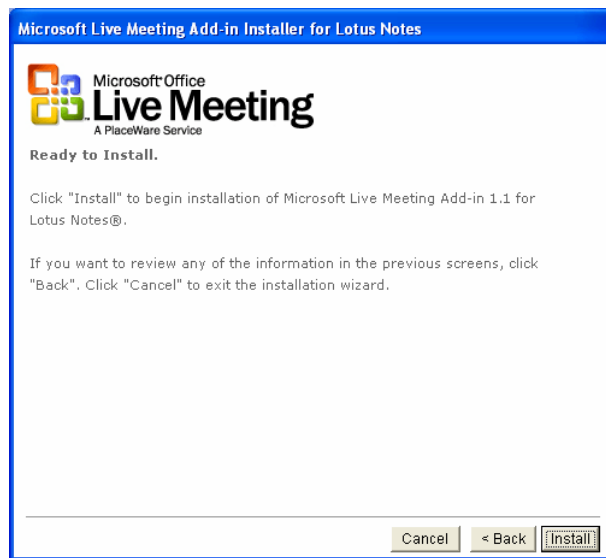 Microsoft Live Meeting Add-in Installer for Lotus Notes
Microsoft Office
Live Meeting
A PlaceWare Service
Ready to Install.
Click "Install" to begin installation of Microsoft Live Meeting Add-in 1.1 for
Lotus Notes®.
If you want to review any of the information in the previous screens, click
"Back". Click "Cancel" to exit the installation wizard.
Cancel < Back Install